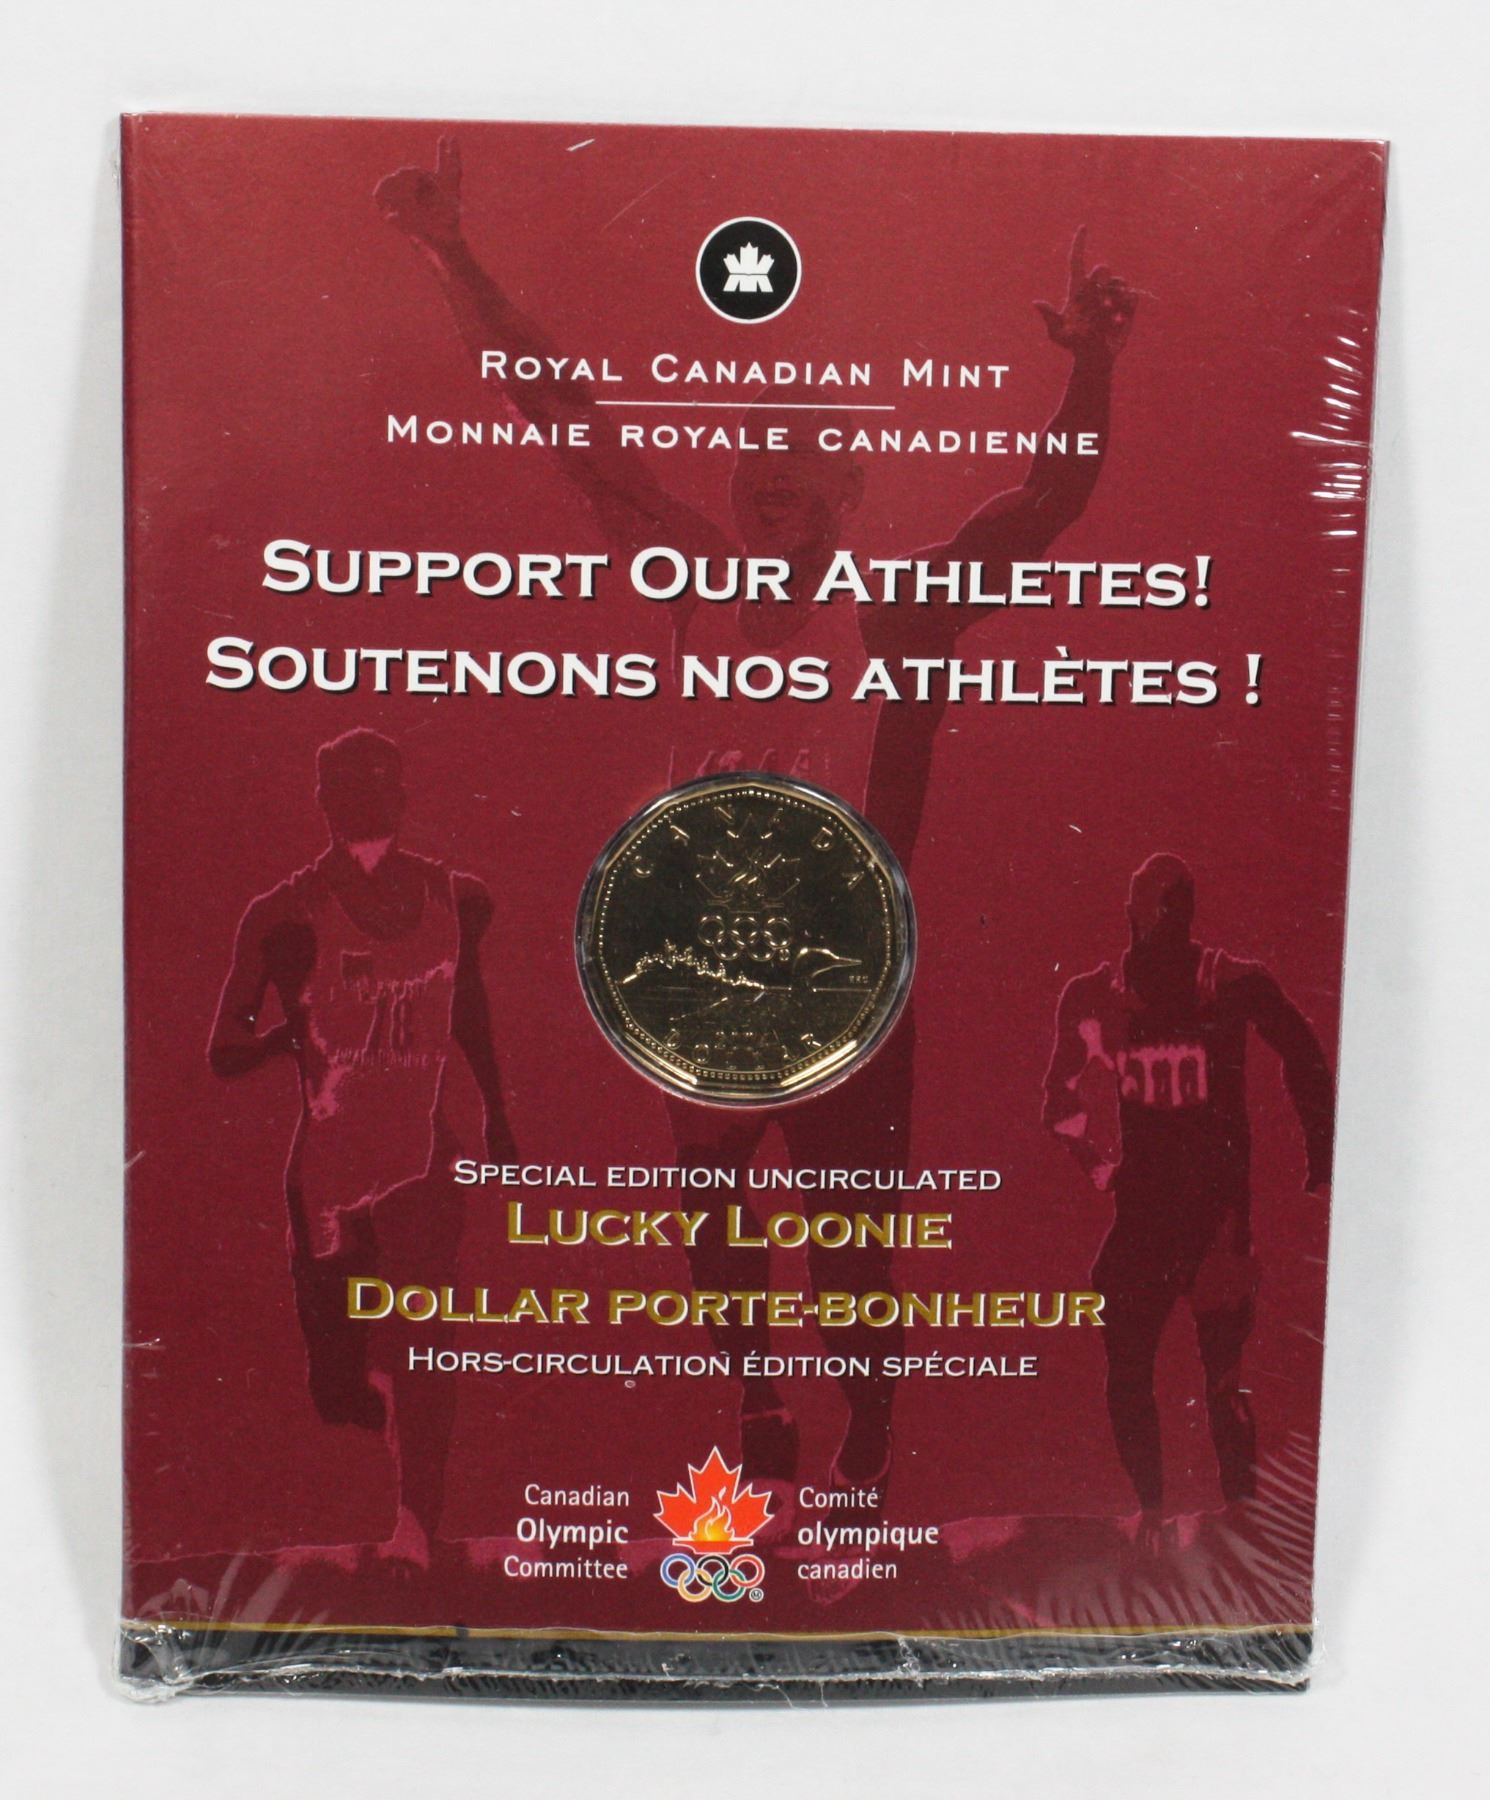 ROYAL CANADIAN MINT
MONNAIE ROYALE CANADIENNE
SUPPORT OUR ATHLETES!
SOUTENONS NOS ATHLÈTES !
CANADA
DOLLAR
SPECIAL EDITION UNCIRCULATED
LUCKY LOONIE
DOLLAR PORTE-BONHEUR
HORS-CIRCULATION ÉDITION SPÉCIALE
Canadian
Olympic
Committee
Comité
olympique
canadien